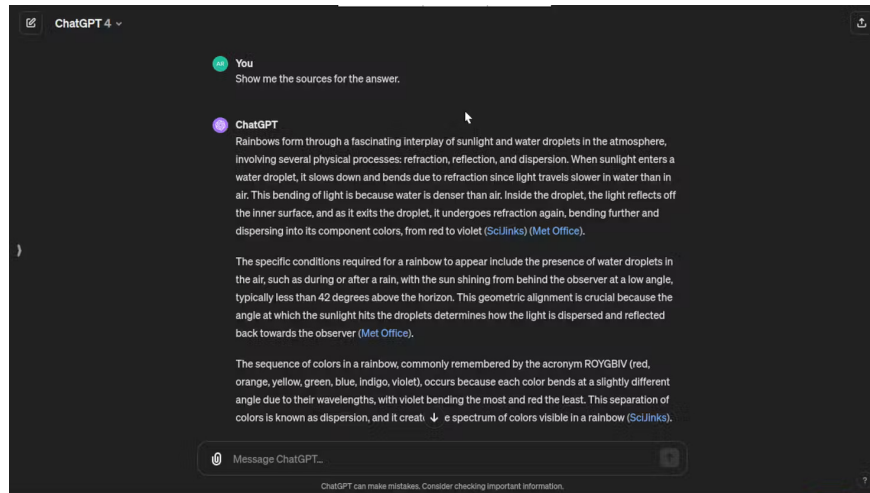 ChatGPT 4
You
Show me the sources for the answer.
ChatGPT
Rainbows form through a fascinating interplay of sunlight and water droplets in the atmosphere,
involving several physical processes: refraction, reflection, and dispersion. When sunlight enters a
water droplet, it slows down and bends due to refraction since light travels slower in water than in
air. This bending of light is because water is denser than air. Inside the droplet, the light reflects off
the inner surface, and as it exits the droplet, it undergoes refraction again, bending further and
dispersing into its component colors, from red to violet (SciJinks) (Met Office).
The specific conditions required for a rainbow to appear include the presence of water droplets in
the air, such as during or after a rain, with the sun shining from behind the observer at a low angle,
typically less than 42 degrees above the horizon. This geometric alignment is crucial because the
angle at which the sunlight hits the droplets determines how the light is dispersed and reflected
back towards the observer (Met Office).
The sequence of colors in a rainbow, commonly remembered by the acronym ROYGBIV (red,
orange, yellow, green, blue, indigo, violet), occurs because each color bends at a slightly different
angle due to their wavelengths, with violet bending the most and red the least. This separation of
colors is known as dispersion, and it creat e spectrum of colors visible in a rainbow (SciJinks).
Message ChatGPT...
ChatGPT can make mistakes. Consider checking important information.
?